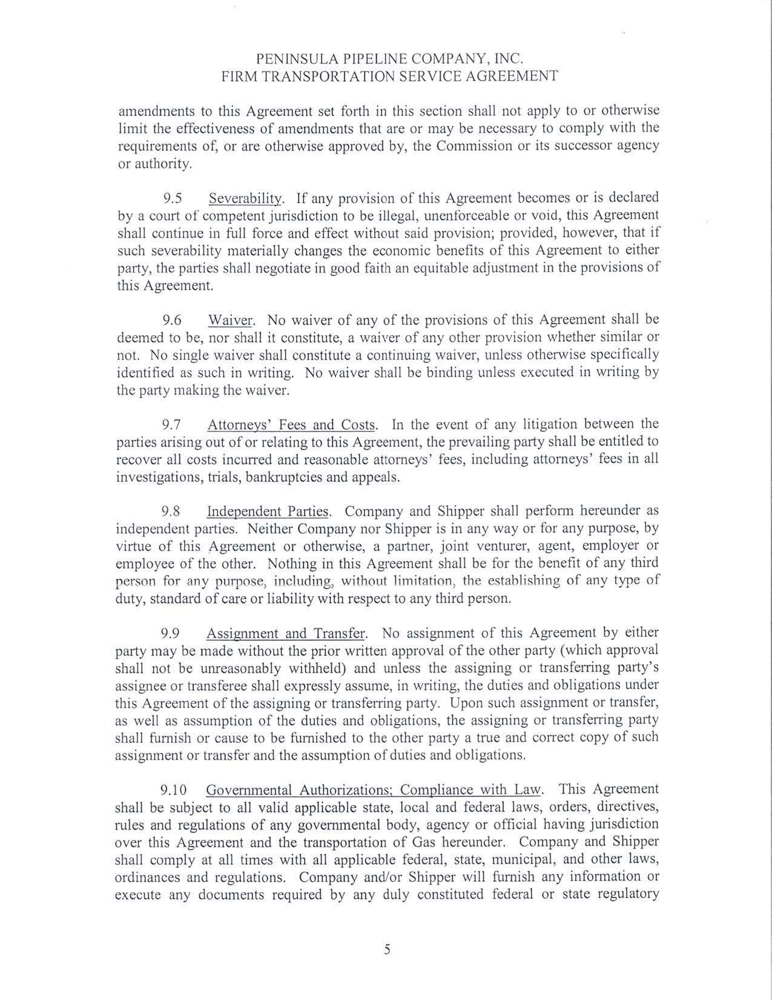 PENINSULA PIPELINE COMPANY, INC.
FIRM TRANSPORTATION SERVICE AGREEMENT
amendments to this Agreement set forth in this section shall not apply to or otherwise
limit the effectiveness of amendments that are or may be necessary to comply with the
requirements of, or are otherwise approved by, the Commission or its successor agency
or authority.
9.5 Severability. If any provision of this Agreement becomes or is declared
by a court of competent jurisdiction to be illegal, unenforceable or void, this Agreement
shall continue in full force and effect without said provision; provided, however, that if
such severability materially changes the economic benefits of this Agreement to either
party, the parties shall negotiate in good faith an equitable adjustment in the provisions of
this Agreement.
9.6 Waiver. No waiver of any of the provisions of this Agreement shall be
deemed to be, nor shall it constitute, a waiver of any other provision whether similar or
not. No single waiver shall constitute a continuing waiver, unless otherwise specifically
identified as such in writing. No waiver shall be binding unless executed in writing by
the party making the waiver.
9.7 Attorneys' Fees and Costs. In the event of any litigation between the
parties arising out of or relating to this Agreement, the prevailing party shall be entitled to
recover all costs incurred and reasonable attorneys' fees, including attorneys' fees in all
investigations, trials, bankruptcies and appeals.
9.8 Independent Parties. Company and Shipper shall perform hereunder as
independent parties. Neither Company nor Shipper is in any way or for any purpose, by
virtue of this Agreement or otherwise, a partner, joint venturer, agent, employer or
employee of the other. Nothing in this Agreement shall be for the benefit of any third
person for any purpose, including, without limitation, the establishing of any type of
duty, standard of care or liability with respect to any third person.
9.9 Assignment and Transfer. No assignment of this Agreement by either
party may be made without the prior written approval of the other party (which approval
shall not be unreasonably withheld) and unless the assigning or transferring party's
assignee or transferee shall expressly assume, in writing, the duties and obligations under
this Agreement of the assigning or transferring party. Upon such assignment or transfer,
as well as assumption of the duties and obligations, the assigning or transferring party
shall furnish or cause to be furnished to the other party a true and correct copy of such
assignment or transfer and the assumption of duties and obligations.
9.10 Governmental Authorizations; Compliance with Law. This Agreement
shall be subject to all valid applicable state, local and federal laws, orders, directives,
rules and regulations of any governmental body, agency or official having jurisdiction
over this Agreement and the transportation of Gas hereunder. Company and Shipper
shall comply at all times with all applicable federal, state, municipal, and other laws,
ordinances and regulations. Company and/or Shipper will furnish any information or
execute any documents required by any duly constituted federal or state regulatory
5